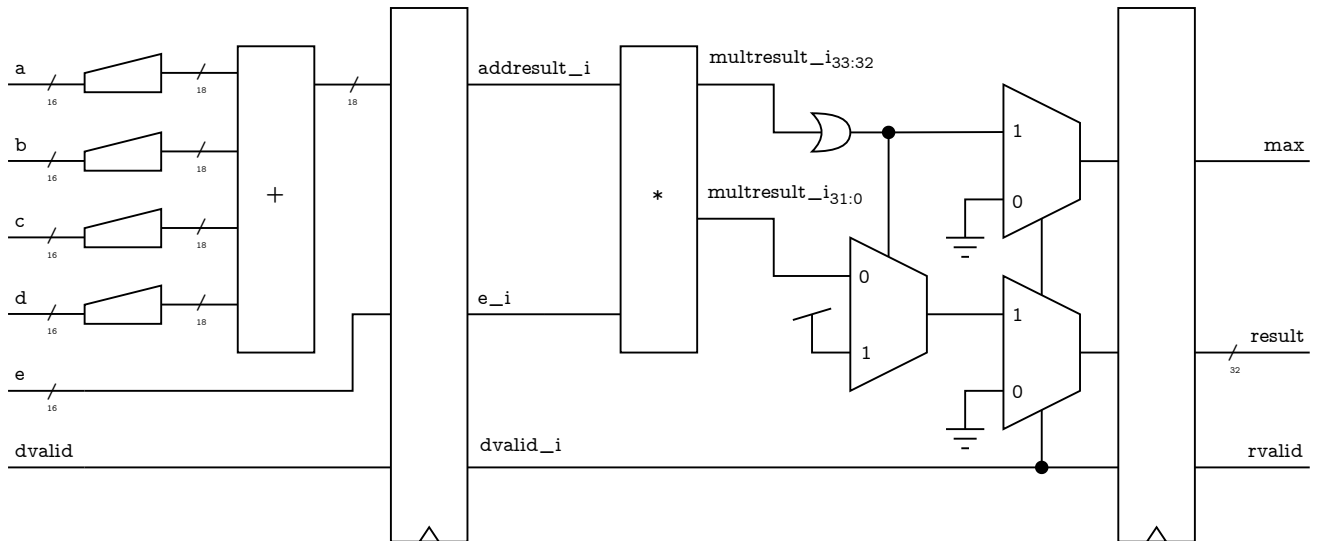 a
16
18
b
16
18
c
16
18
d
16
18
e
16
dvalid
+
18
addresult_i
e_i
dvalid_i
*
multresult_i33:32
multresult_i31:0
0
1
1
0
1
0
max
result
32
rvalid